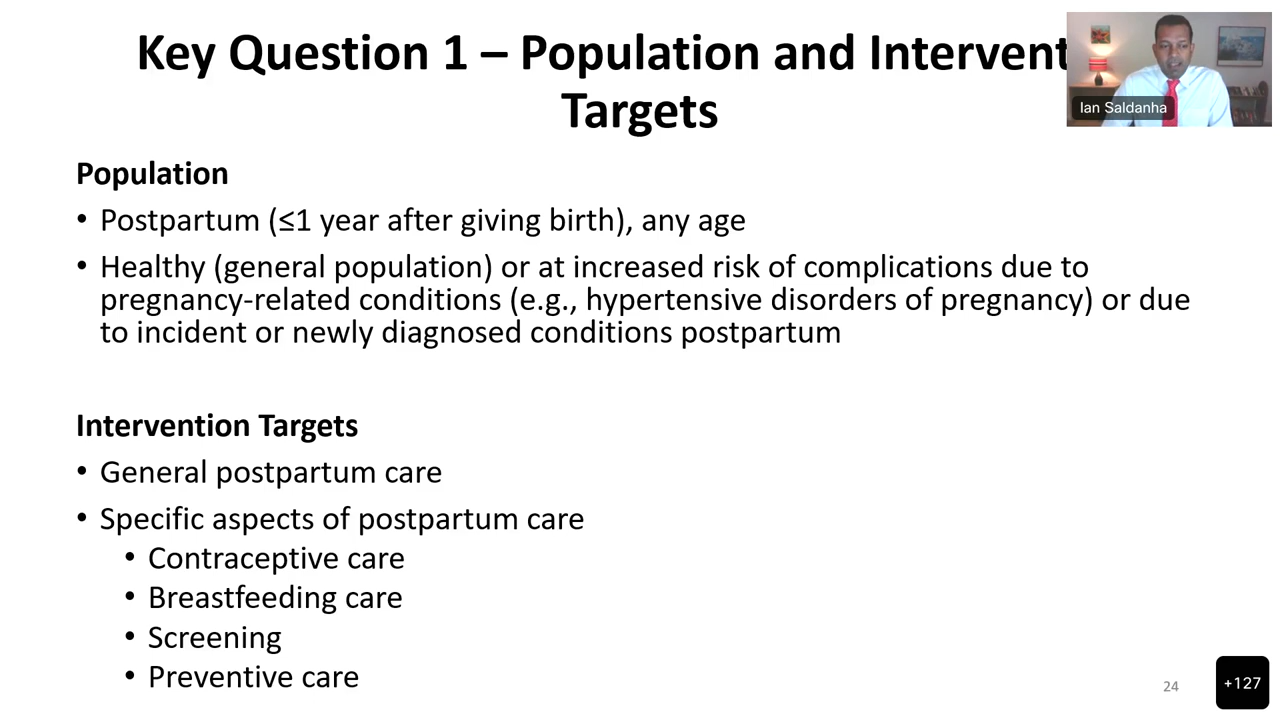 Key Question 1 – Population and Intervent
Targets
Ian Saldanha
Population
• Postpartum (≤1 year after giving birth), any age
• Healthy (general population) or at increased risk of complications due to
pregnancy-related conditions (e.g., hypertensive disorders of pregnancy) or due
to incident or newly diagnosed conditions postpartum
Intervention Targets
• General postpartum care
• Specific aspects of postpartum care
• Contraceptive care
• Breastfeeding care
• Screening
• Preventive care
24
+127